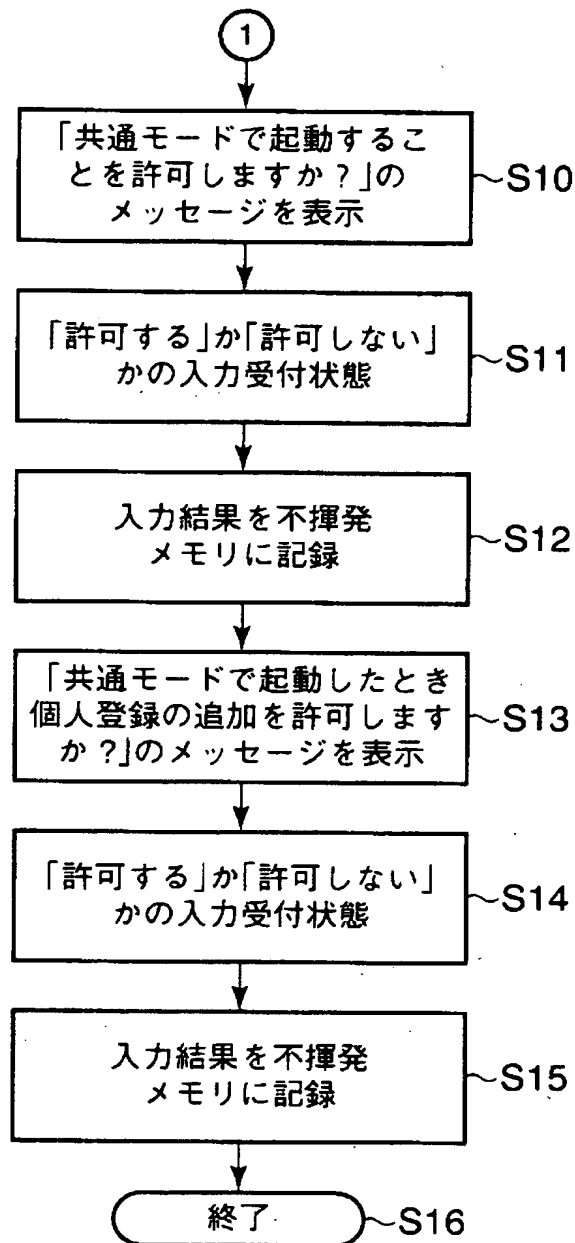 1
「共通モードで起動するこ
とを許可しますか?」の
メッセージを表示
S10
「許可する」か「許可しない」
かの入力受付状態
S11
入力結果を不揮発
メモリに記録
S12
「共通モードで起動したとき
個人登録の追加を許可します
か?」のメッセージを表示
S13
「許可する」か「許可しない」
かの入力受付状態
S14
入力結果を不揮発
メモリに記録
S15
終了
S16